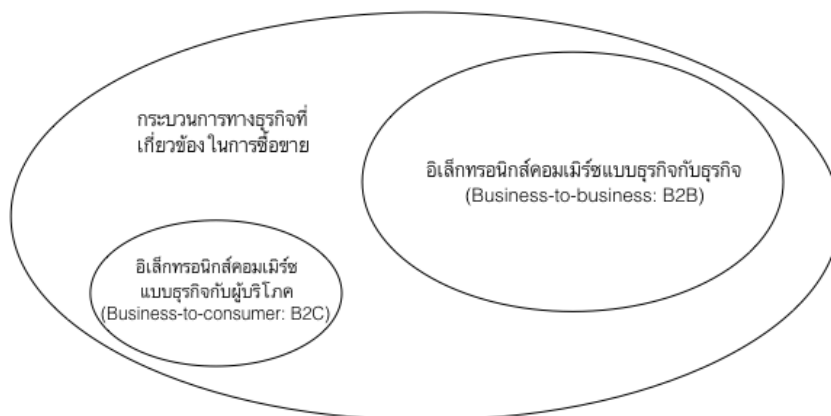 กระบวนการทางธุรกิจที่
เกี่ยวข้อง ในการซื้อขาย
อิเล็กทรอนิกส์คอมเมิร์ซแบบธุรกิจกับธุรกิจ
(Business-to-business: B2B)
อิเล็กทรอนิกส์คอมเมิร์ซ
แบบธุรกิจกับผู้บริโภค
(Business-to-consumer: B2C)